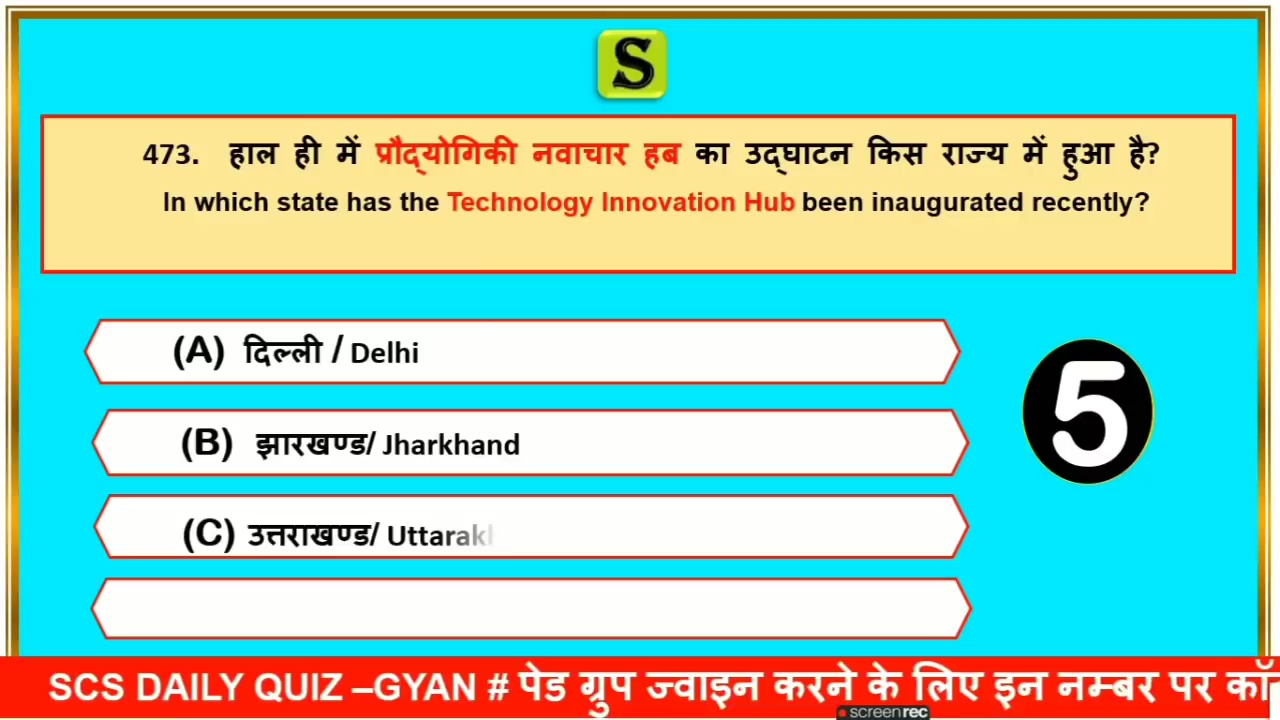 S
473. हाल ही में प्रौद्योगिकी नवाचार हब का उद्घाटन किस राज्य में हुआ है?
In which state has the Technology Innovation Hub been inaugurated recently?
(A) दिल्ली / Delhi
(B) झारखण्ड/ Jharkhand
5
(C) उत्तराखण्ड/ Uttarak
SCS DAILY QUIZ –GYAN # पेड ग्रुप ज्वाइन करने के लिए इन नम्बर पर
screenrec